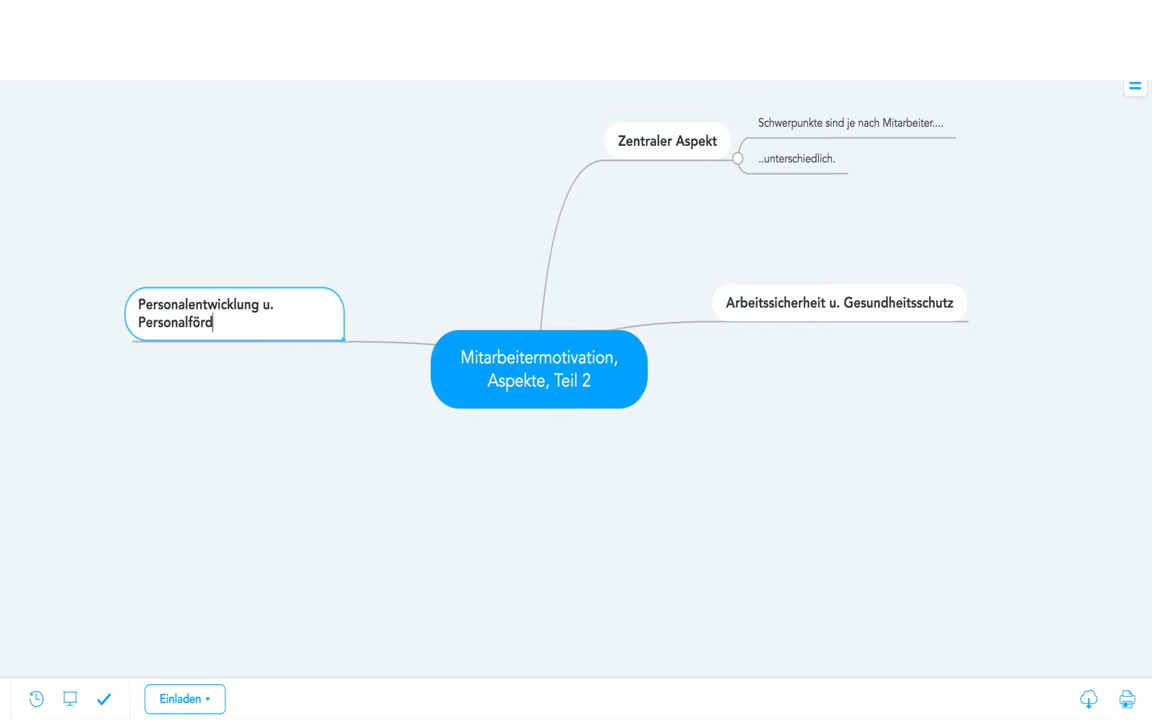 Schwerpunkte sind je nach Mitarbeiter....
Zentraler Aspekt
..unterschiedlich.
Arbeitssicherheit u. Gesundheitsschutz
Personalentwicklung u.
Personalförd
Mitarbeitermotivation,
Aspekte, Teil 2
Einladen